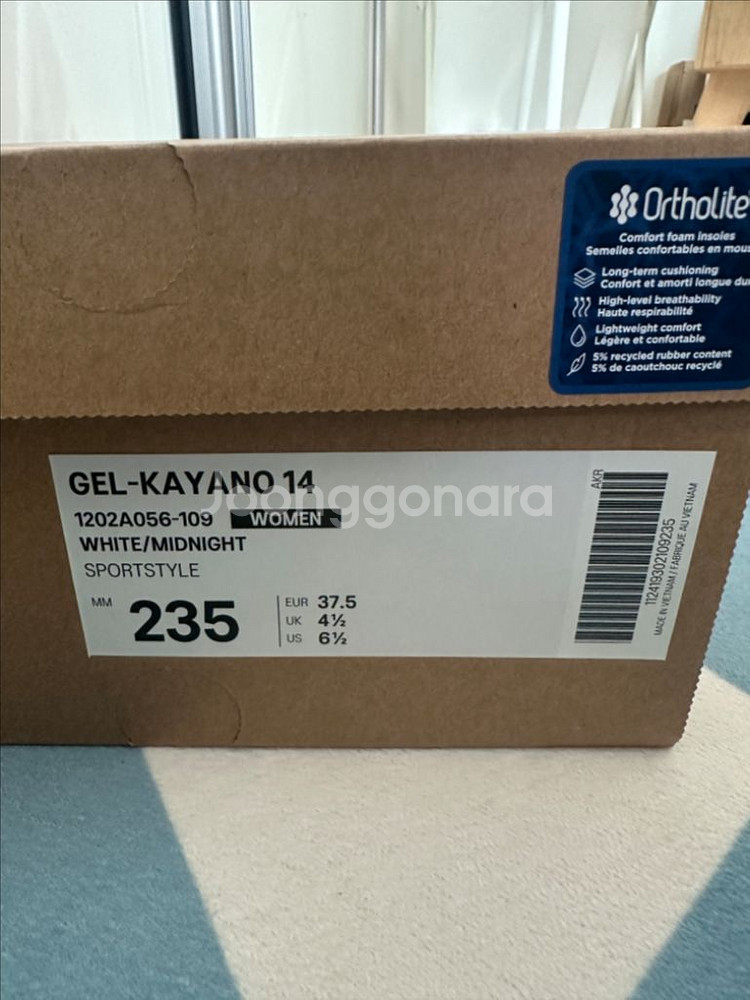 Ortholite
Comfort foam insoles
Semelles confortables en mou
Long-term cushioning
Confort et amorti longue du
High-level breathability
Haute respirabilité
Lightweight comfort
Légère et confortable
5% recycled rubber content
5% de caoutchouc recyclé
GEL-KAYANO 14
Joonggonara
1202A056-109 WOMEN
WHITE/MIDNIGHT
SPORTSTYLE
MM 235
EUR 37.5
UK 4½
US 6½
AKR
112419302109235
MADE IN VIETNAM / FABRIQUE AU VIETNAM